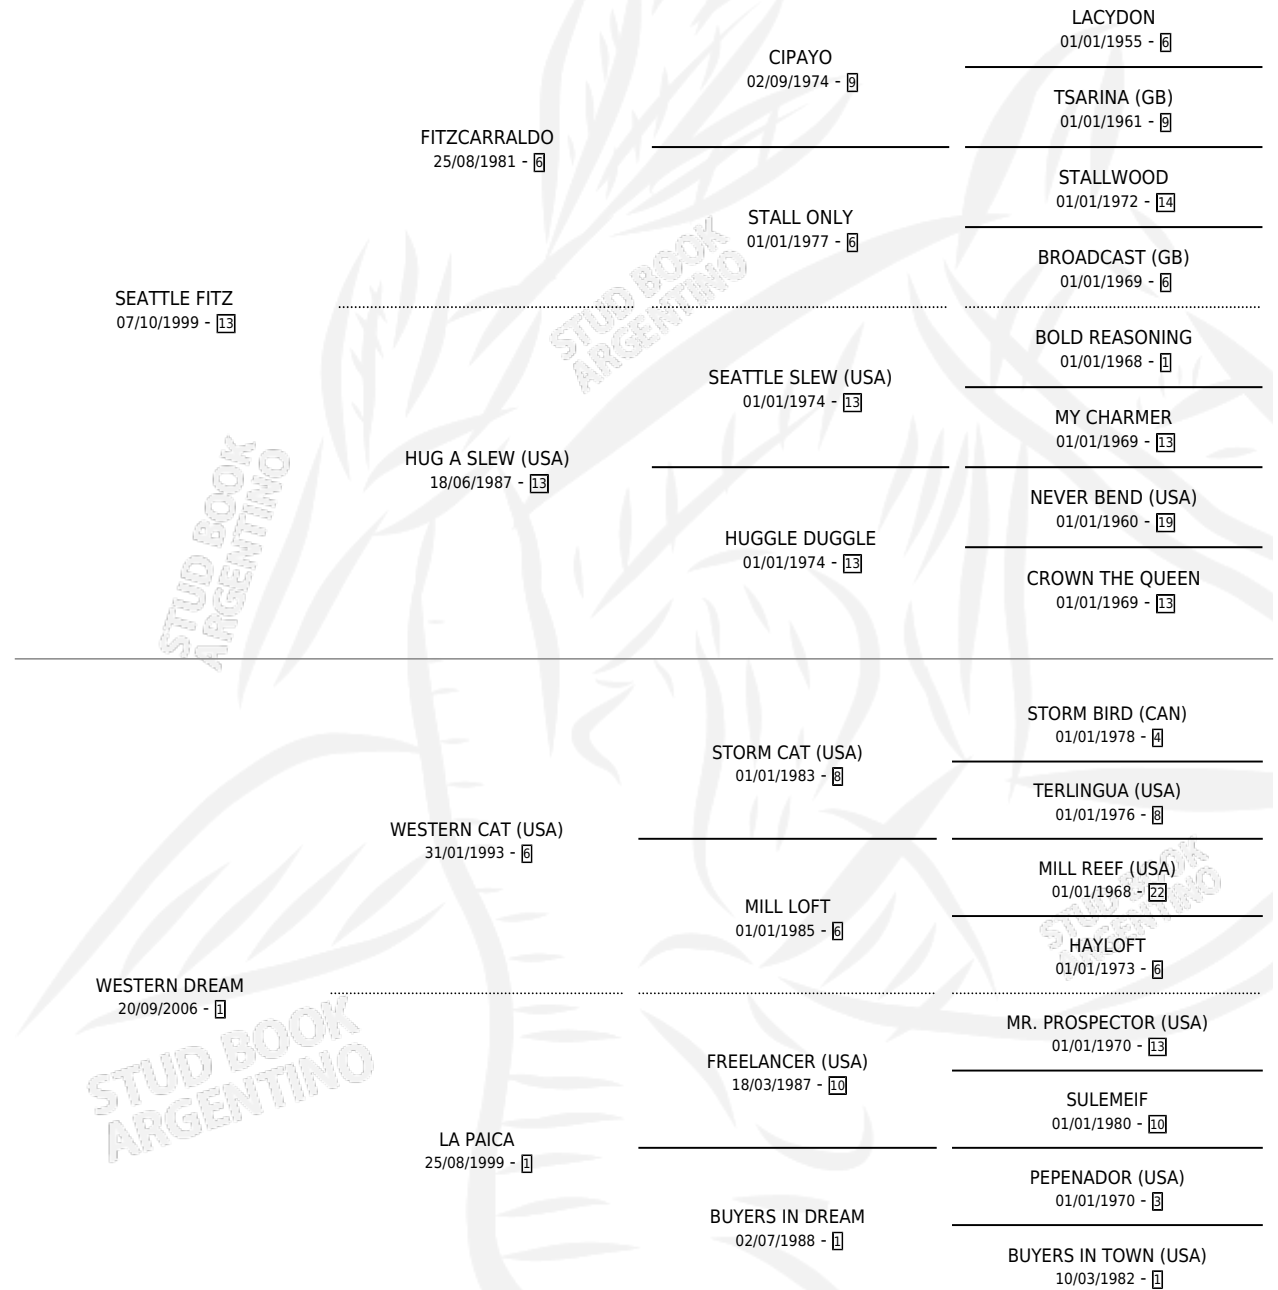 LACYDON
01/01/1955 - 6
CIPAYO
02/09/1974 - 9
TSARINA (GB)
01/01/1961 - 9
FITZCARRALDO
25/08/1981 - 6
STALLWOOD
01/01/1972 - 14
STALL ONLY
01/01/1977 - 6
BROADCAST (GB)
01/01/1969 - 6
SEATTLE FITZ
07/10/1999 - 13
BOLD REASONING
01/01/1968 - 1
SEATTLE SLEW (USA)
01/01/1974 - 13
MY CHARMER
01/01/1969 - 13
HUG A SLEW (USA)
18/06/1987 - 13
NEVER BEND (USA)
01/01/1960 - 19
HUGGLE DUGGLE
01/01/1974 - 13
CROWN THE QUEEN
01/01/1969 - 13
STORM BIRD (CAN)
01/01/1978 - 4
STORM CAT (USA)
01/01/1983 - 8
TERLINGUA (USA)
01/01/1976 - 8
WESTERN CAT (USA)
31/01/1993 - 6
MILL REEF (USA)
01/01/1968 - 22
MILL LOFT
01/01/1985 - 6
HAYLOFT
01/01/1973 - 6
WESTERN DREAM
20/09/2006 - 1
MR. PROSPECTOR (USA)
01/01/1970 - 13
FREELANCER (USA)
18/03/1987 - 10
SULEMEIF
01/01/1980 - 10
LA PAICA
25/08/1999 - 1
PEPENADOR (USA)
01/01/1970 - 3
BUYERS IN DREAM
02/07/1988 - 1
BUYERS IN TOWN (USA)
10/03/1982 - 1
STUD BOOK
ARGENTINO
STUD BOOK
ARGENTINO
STUD BOOK
ARGENTINO
STUD BOOK
ARGENTINO